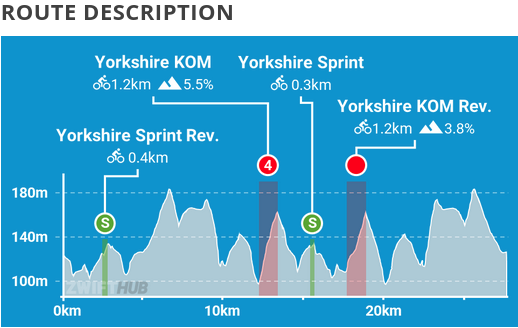 ROUTE DESCRIPTION
Yorkshire KOM
1.2km 5.5%
Yorkshire Sprint
0.3km
Yorkshire KOM Rev.
1.2km 3.8%
Yorkshire Sprint Rev.
0.4km
4
180m
S
S
140m
100m
ZWIFTHUB
0km 10km 20km